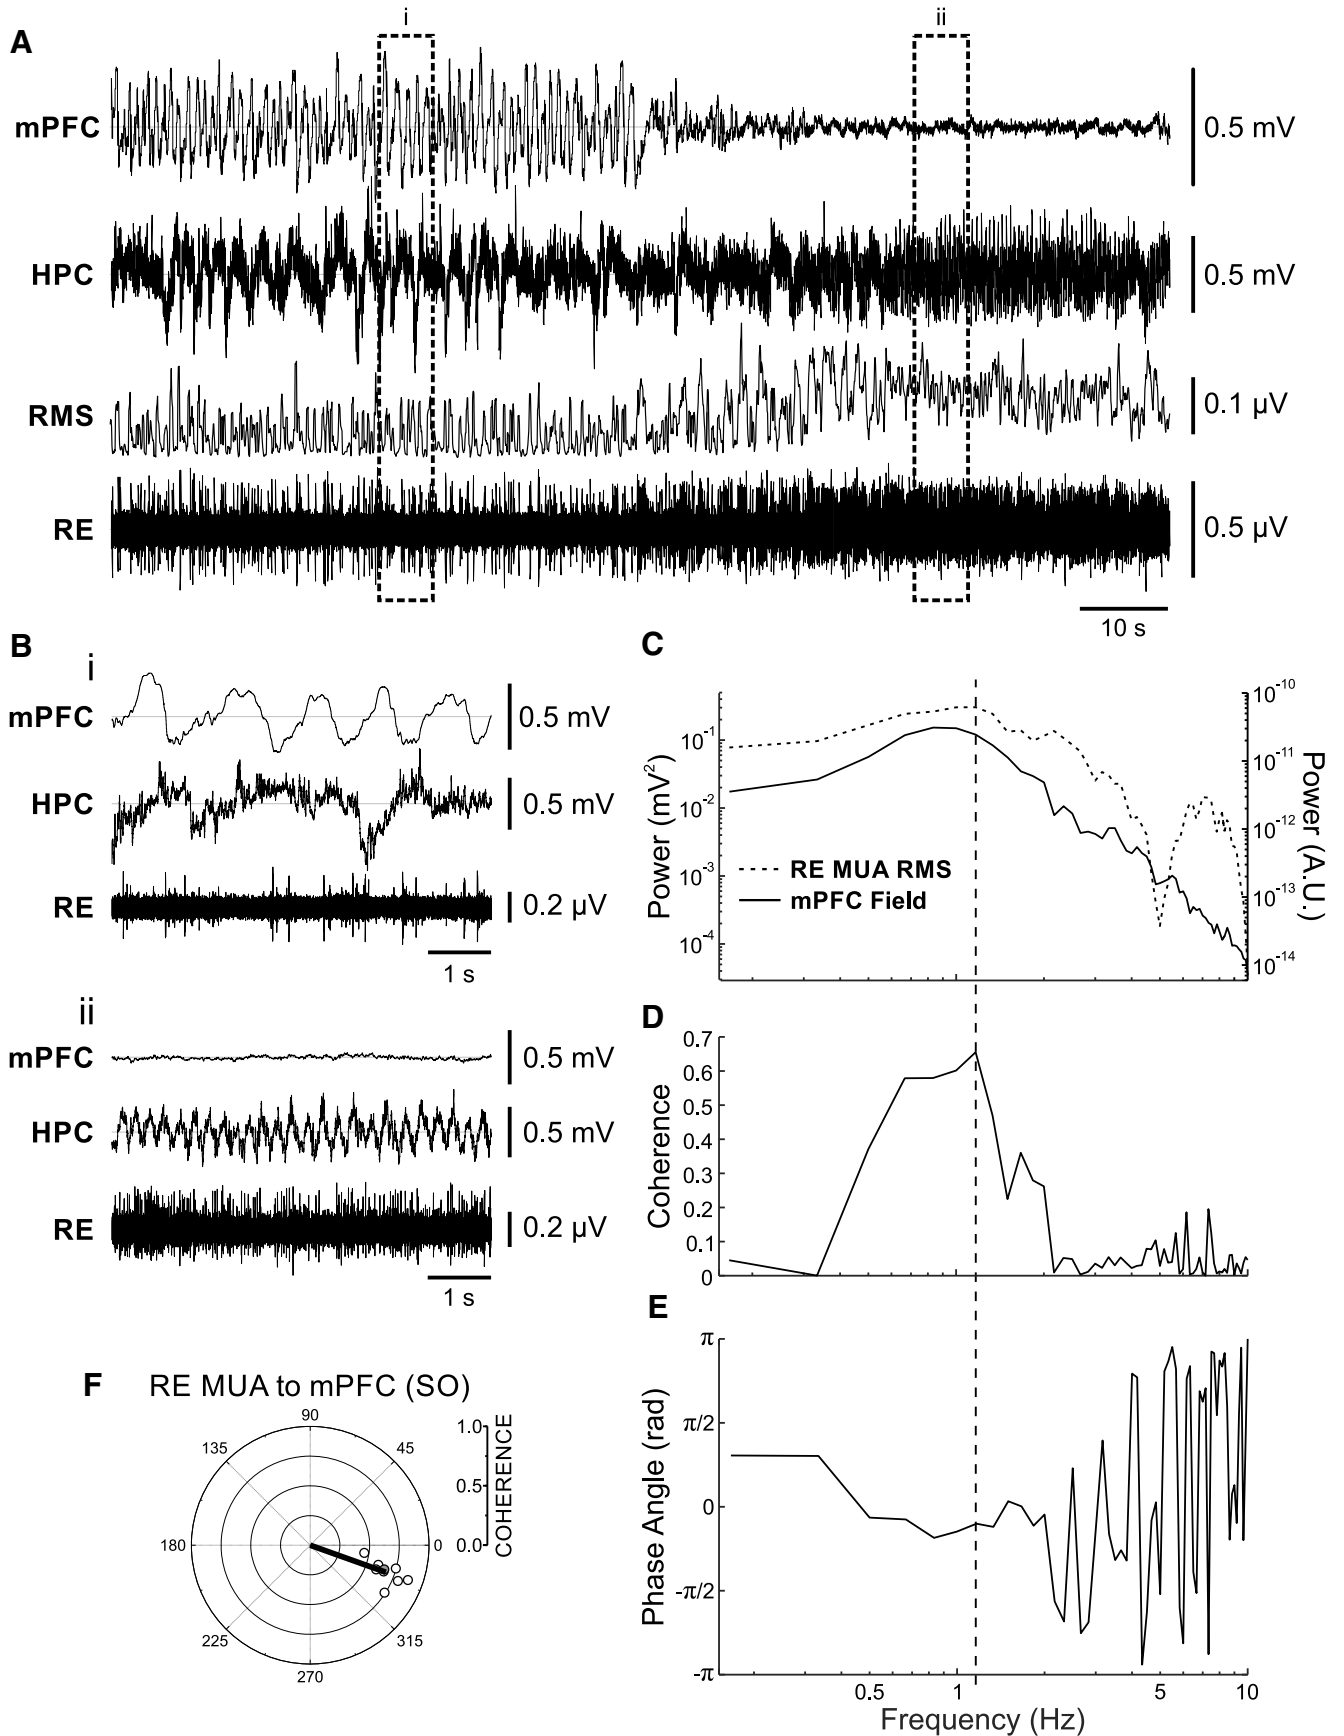 A
i
ii
mPFC
0.5 mV
HPC
0.5 mV
RMS
0.1 µV
RE
0.5 µV
10 s
B
i
mPFC
0.5 mV
HPC
0.5 mV
RE
0.2 µV
1 s
ii
mPFC
0.5 mV
HPC
0.5 mV
RE
0.2 µV
1 s
C
Power (mV²)
10⁻¹
10⁻²
10⁻³
10⁻⁴
RE MUA RMS
mPFC Field
10⁻¹⁰
10⁻¹¹
10⁻¹²
10⁻¹³
10⁻¹⁴
Power (A.U.)
D
Coherence
0.7
0.6
0.5
0.4
0.3
0.2
0.1
0
E
Phase Angle (rad)
π
π/2
0
-π/2
-π
0.5
1
5
10
Frequency (Hz)
F
RE MUA to mPFC (SO)
90
135
45
180
0
225
315
270
1.0
0.5
0.0
COHERENCE